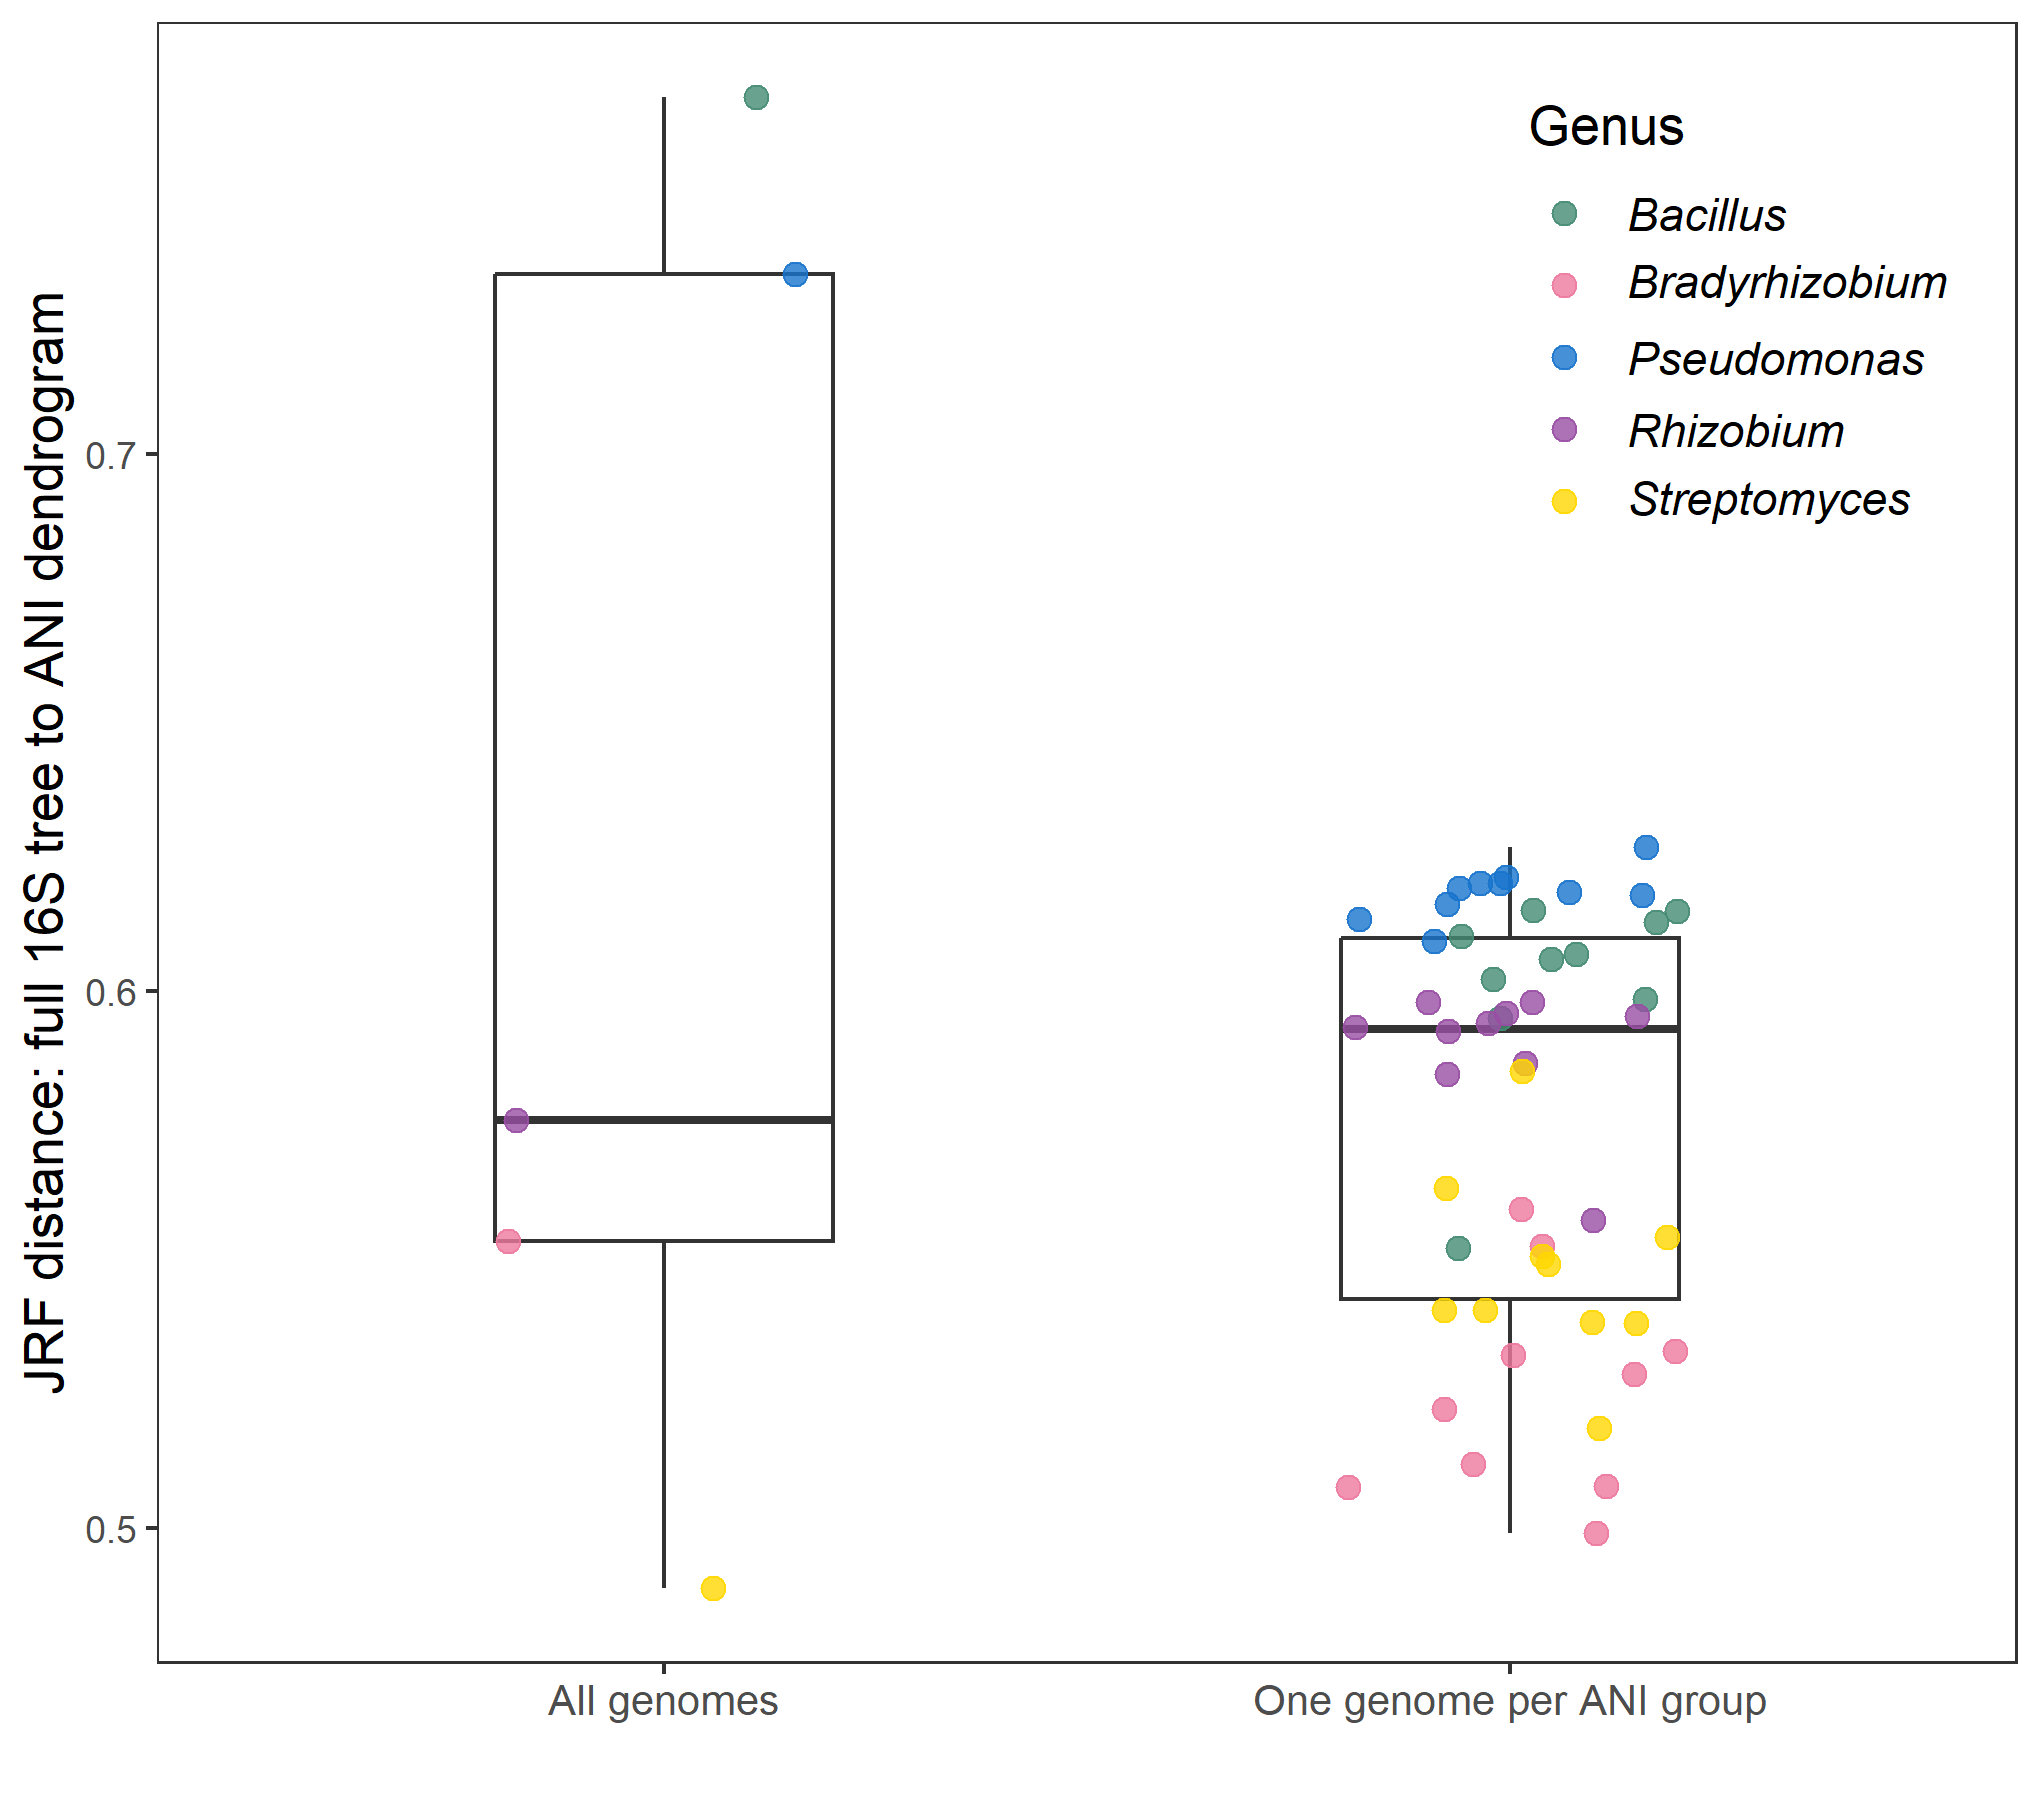 JRF distance: full 16S tree to ANI dendrogram
0.7
0.6
0.5
Genus
Bacillus
Bradyrhizobium
Pseudomonas
Rhizobium
Streptomyces
All genomes
One genome per ANI group